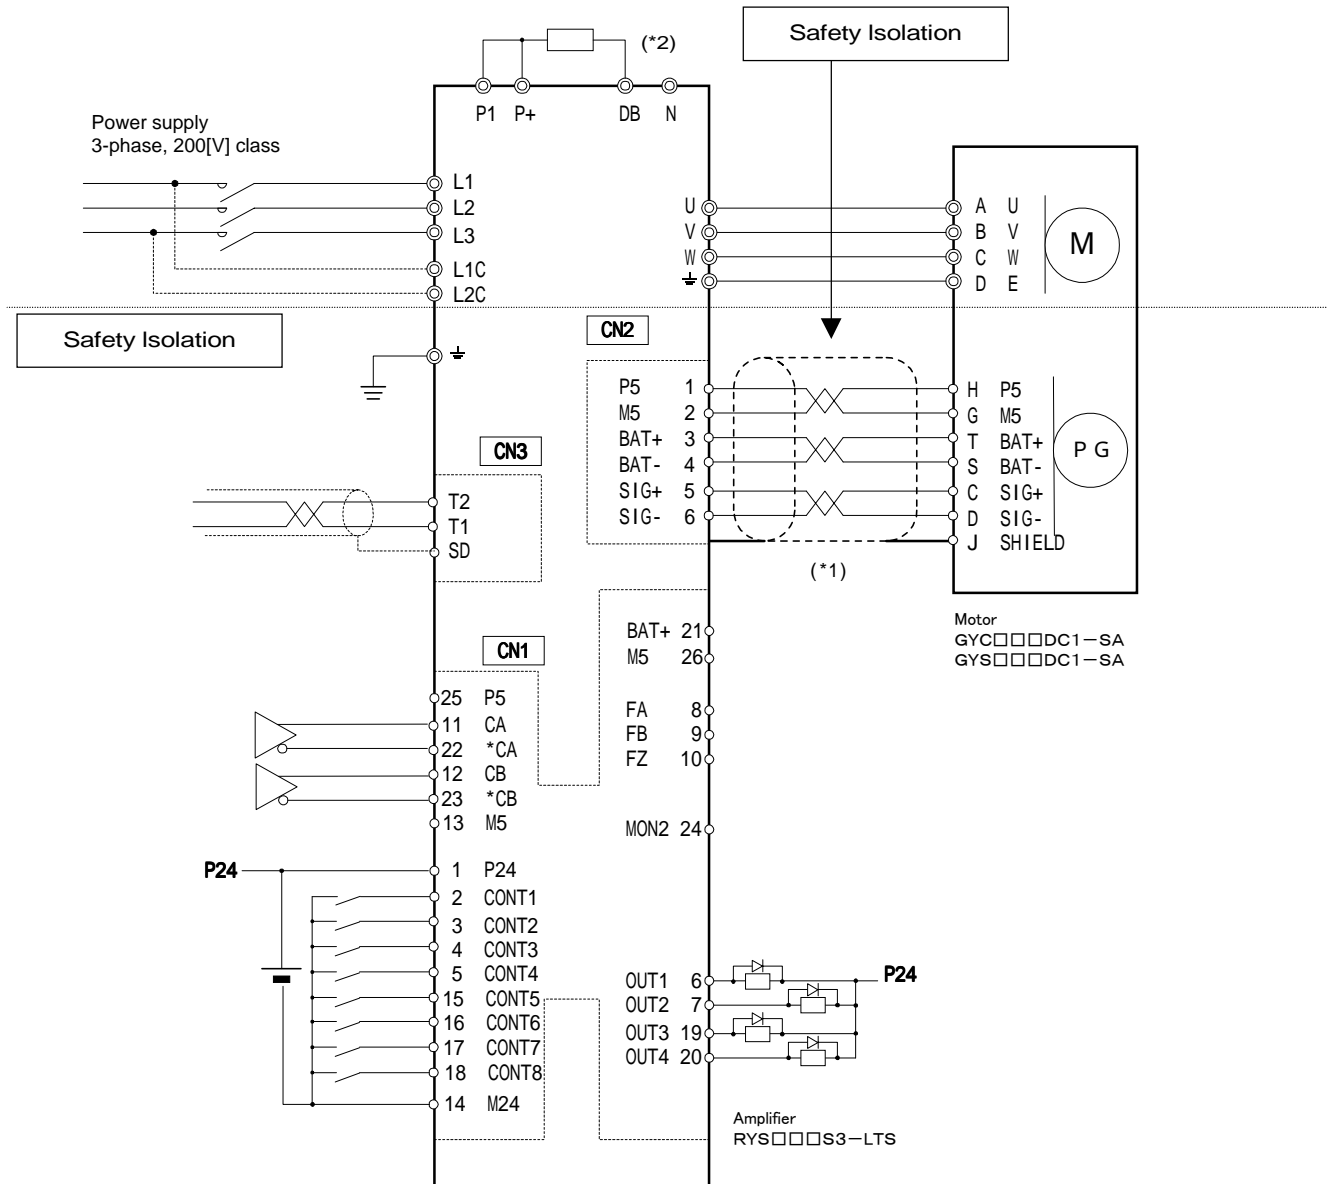 Safety Isolation
(*2)
P1 P+ DB N
Power supply
3-phase, 200[V] class
L1
L2
L3
L1C
L2C
U
V
W
A U
B V
C W
D E
M
Safety Isolation
CN2
P5 1
M5 2
BAT+ 3
BAT- 4
SIG+ 5
SIG- 6
H P5
G M5
T BAT+
S BAT-
C SIG+
D SIG-
J SHIELD
PG
(*1)
CN3
T2
T1
SD
Motor
GYC□□□DC1-SA
GYS□□□DC1-SA
CN1
BAT+ 21
M5 26
FA 8
FB 9
FZ 10
MON2 24
25 P5
11 CA
22 *CA
12 CB
23 *CB
13 M5
P24
1 P24
2 CONT1
3 CONT2
4 CONT3
5 CONT4
15 CONT5
16 CONT6
17 CONT7
18 CONT8
14 M24
OUT1 6
OUT2 7
OUT3 19
OUT4 20
P24
Amplifier
RYS□□□S3-LTS